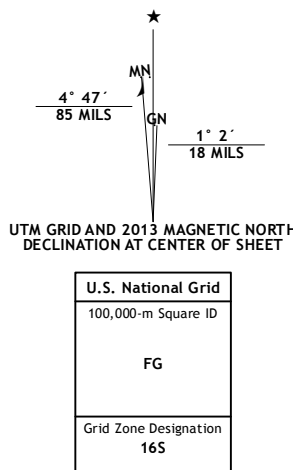 MN
GN
4° 47´
85 MILS
1° 2´
18 MILS
UTM GRID AND 2013 MAGNETIC NORTH
DECLINATION AT CENTER OF SHEET
U.S. National Grid
100,000-m Square ID
FG
Grid Zone Designation
16S